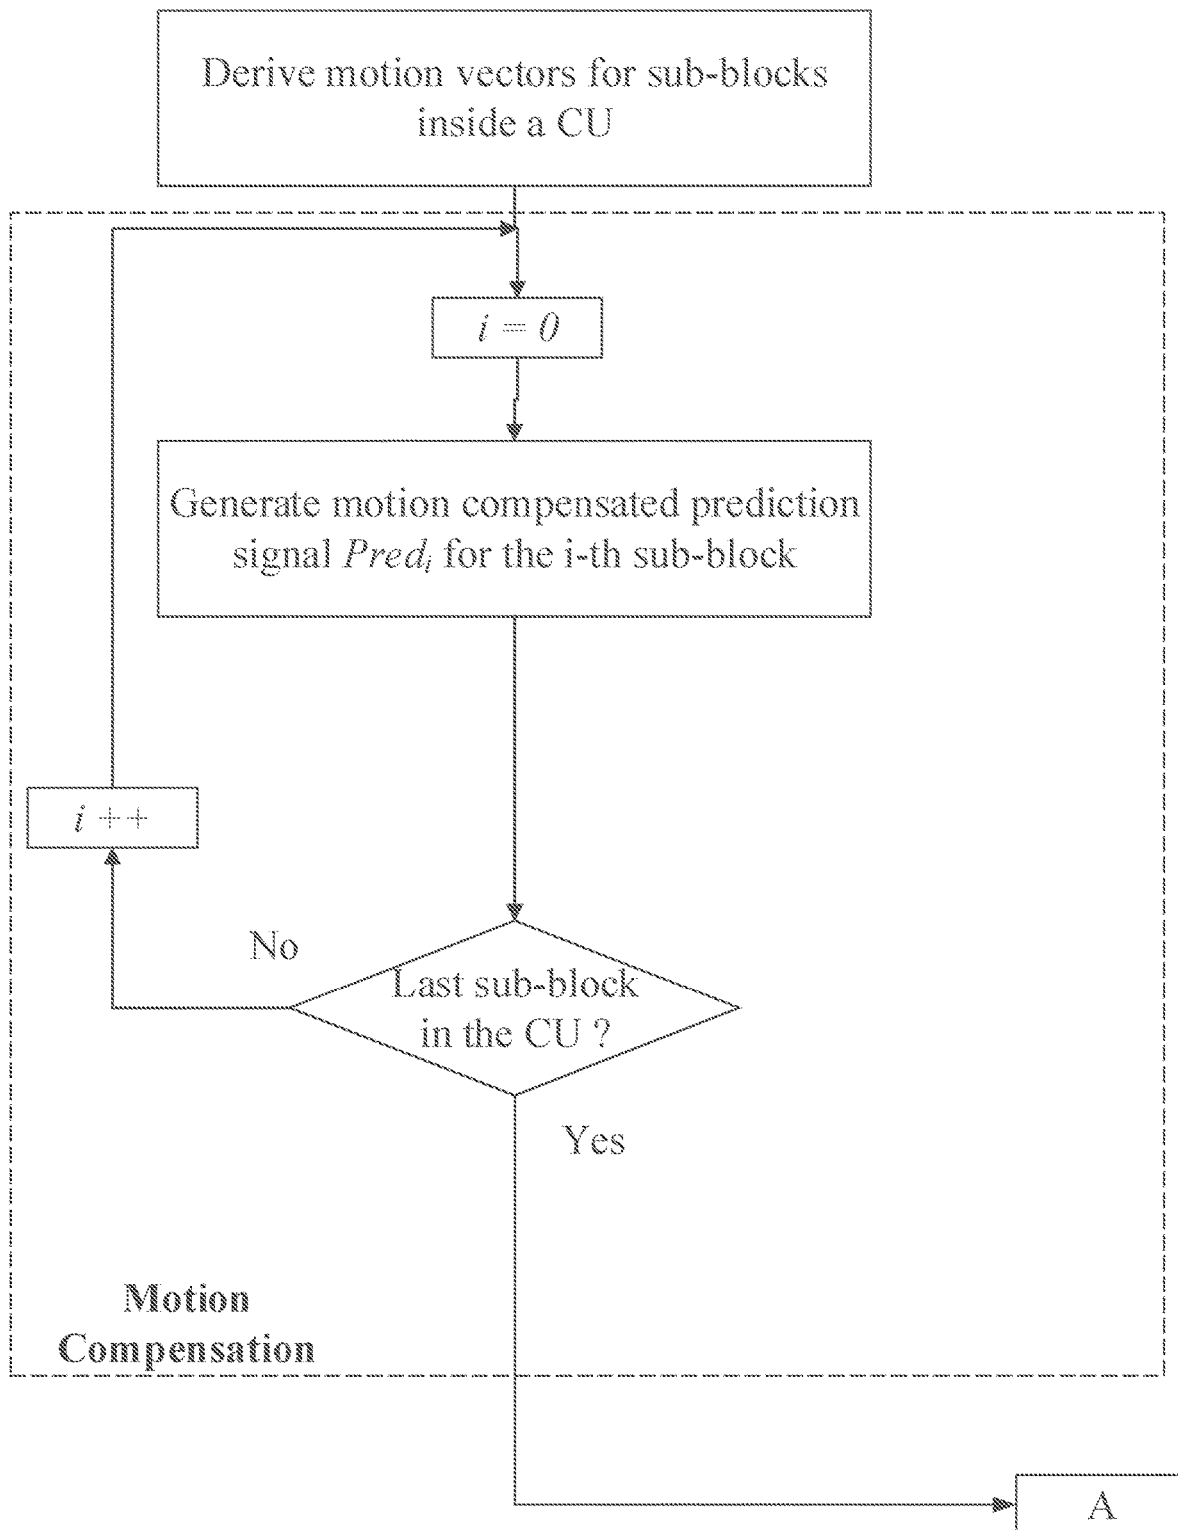 Derive motion vectors for sub-blocks
inside a CU
i = 0
Generate motion compensated prediction
signal Predᵢ for the i-th sub-block
i ++
No
Last sub-block
in the CU ?
Yes
Motion
Compensation
A